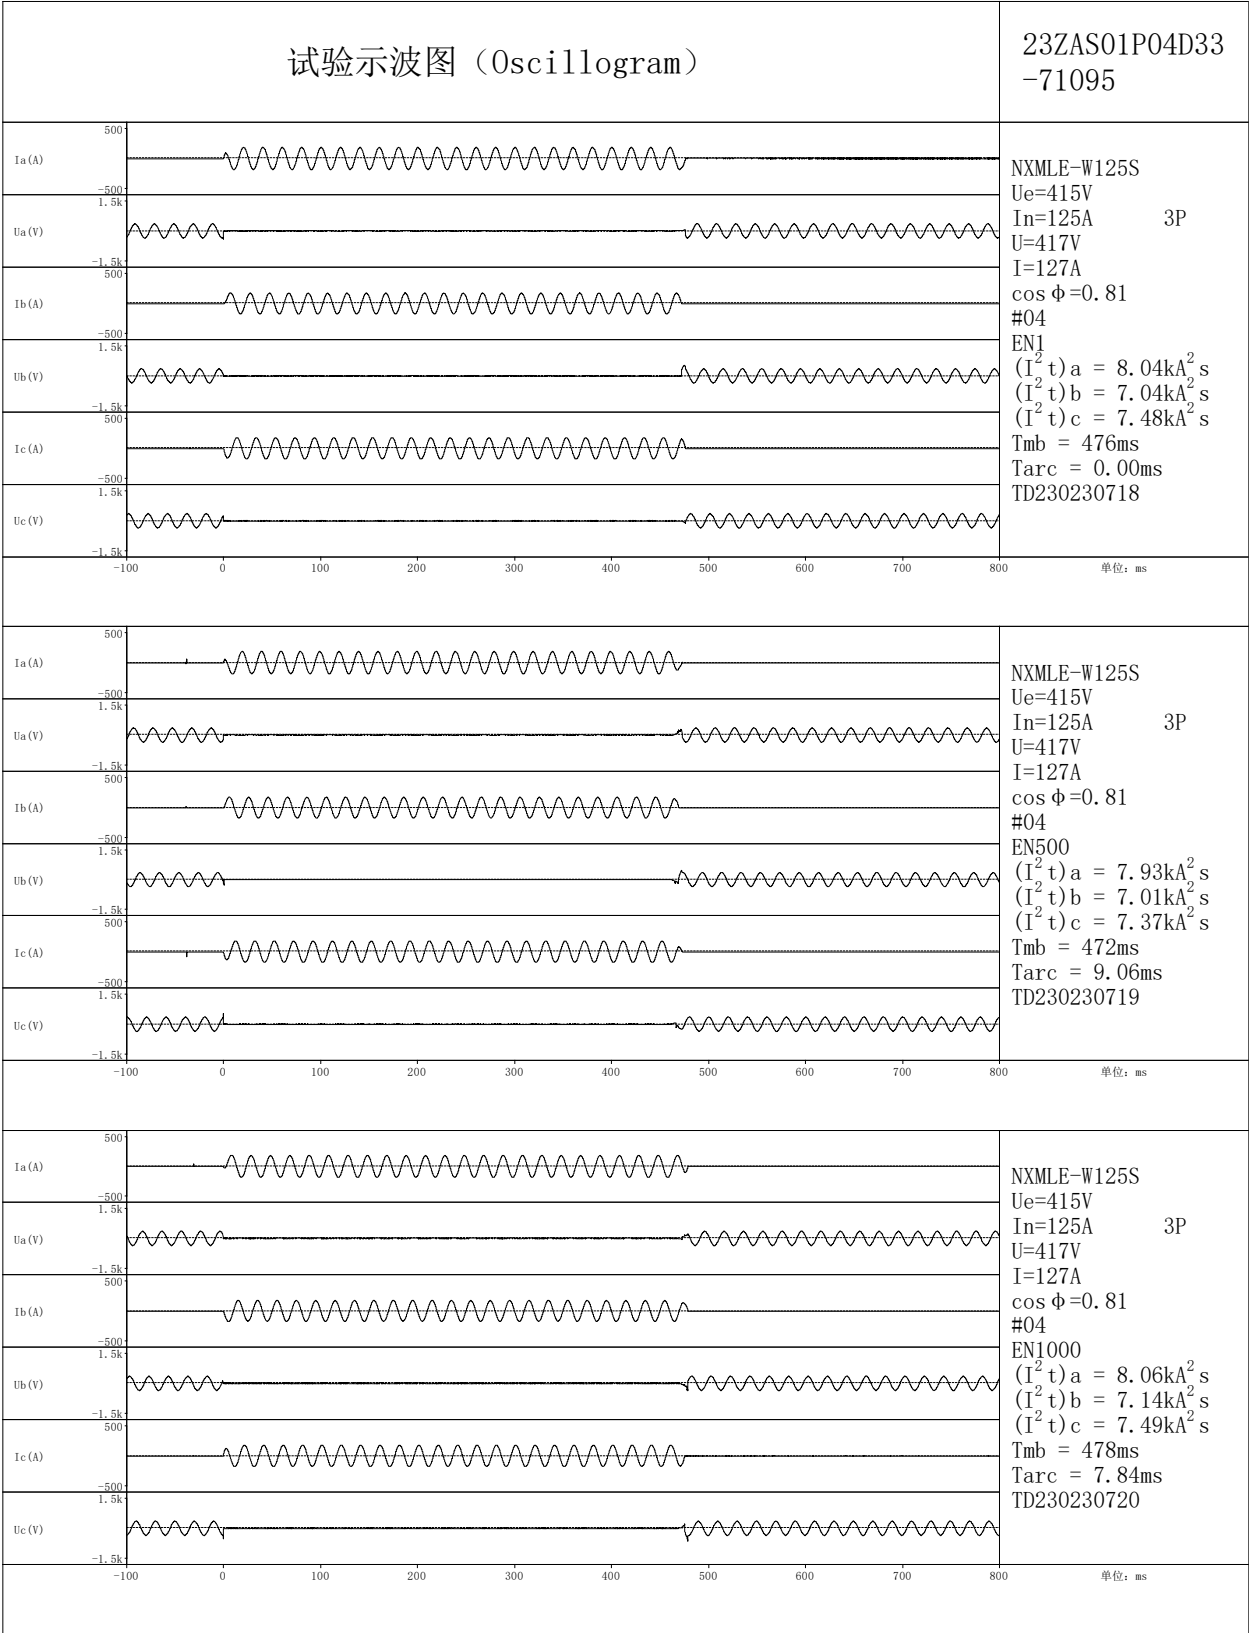 试验示波图（Oscillogram）
23ZAS01P04D33
-71095
500
Ia(A)
-500
1.5k
Ua(V)
-1.5k
500
Ib(A)
-500
1.5k
Ub(V)
-1.5k
500
Ic(A)
-500
1.5k
Uc(V)
-1.5k
-100 0 100 200 300 400 500 600 700 800 单位: ms
NXMLE-W125S
Ue=415V
In=125A 3P
U=417V
I=127A
cosΦ=0.81
#04
EN1
(I²t)a = 8.04kA²s
(I²t)b = 7.04kA²s
(I²t)c = 7.48kA²s
Tmb = 476ms
Tarc = 0.00ms
TD230230718
500
Ia(A)
-500
1.5k
Ua(V)
-1.5k
500
Ib(A)
-500
1.5k
Ub(V)
-1.5k
500
Ic(A)
-500
1.5k
Uc(V)
-1.5k
-100 0 100 200 300 400 500 600 700 800 单位: ms
NXMLE-W125S
Ue=415V
In=125A 3P
U=417V
I=127A
cosΦ=0.81
#04
EN500
(I²t)a = 7.93kA²s
(I²t)b = 7.01kA²s
(I²t)c = 7.37kA²s
Tmb = 472ms
Tarc = 9.06ms
TD230230719
500
Ia(A)
-500
1.5k
Ua(V)
-1.5k
500
Ib(A)
-500
1.5k
Ub(V)
-1.5k
500
Ic(A)
-500
1.5k
Uc(V)
-1.5k
-100 0 100 200 300 400 500 600 700 800 单位: ms
NXMLE-W125S
Ue=415V
In=125A 3P
U=417V
I=127A
cosΦ=0.81
#04
EN1000
(I²t)a = 8.06kA²s
(I²t)b = 7.14kA²s
(I²t)c = 7.49kA²s
Tmb = 478ms
Tarc = 7.84ms
TD230230720